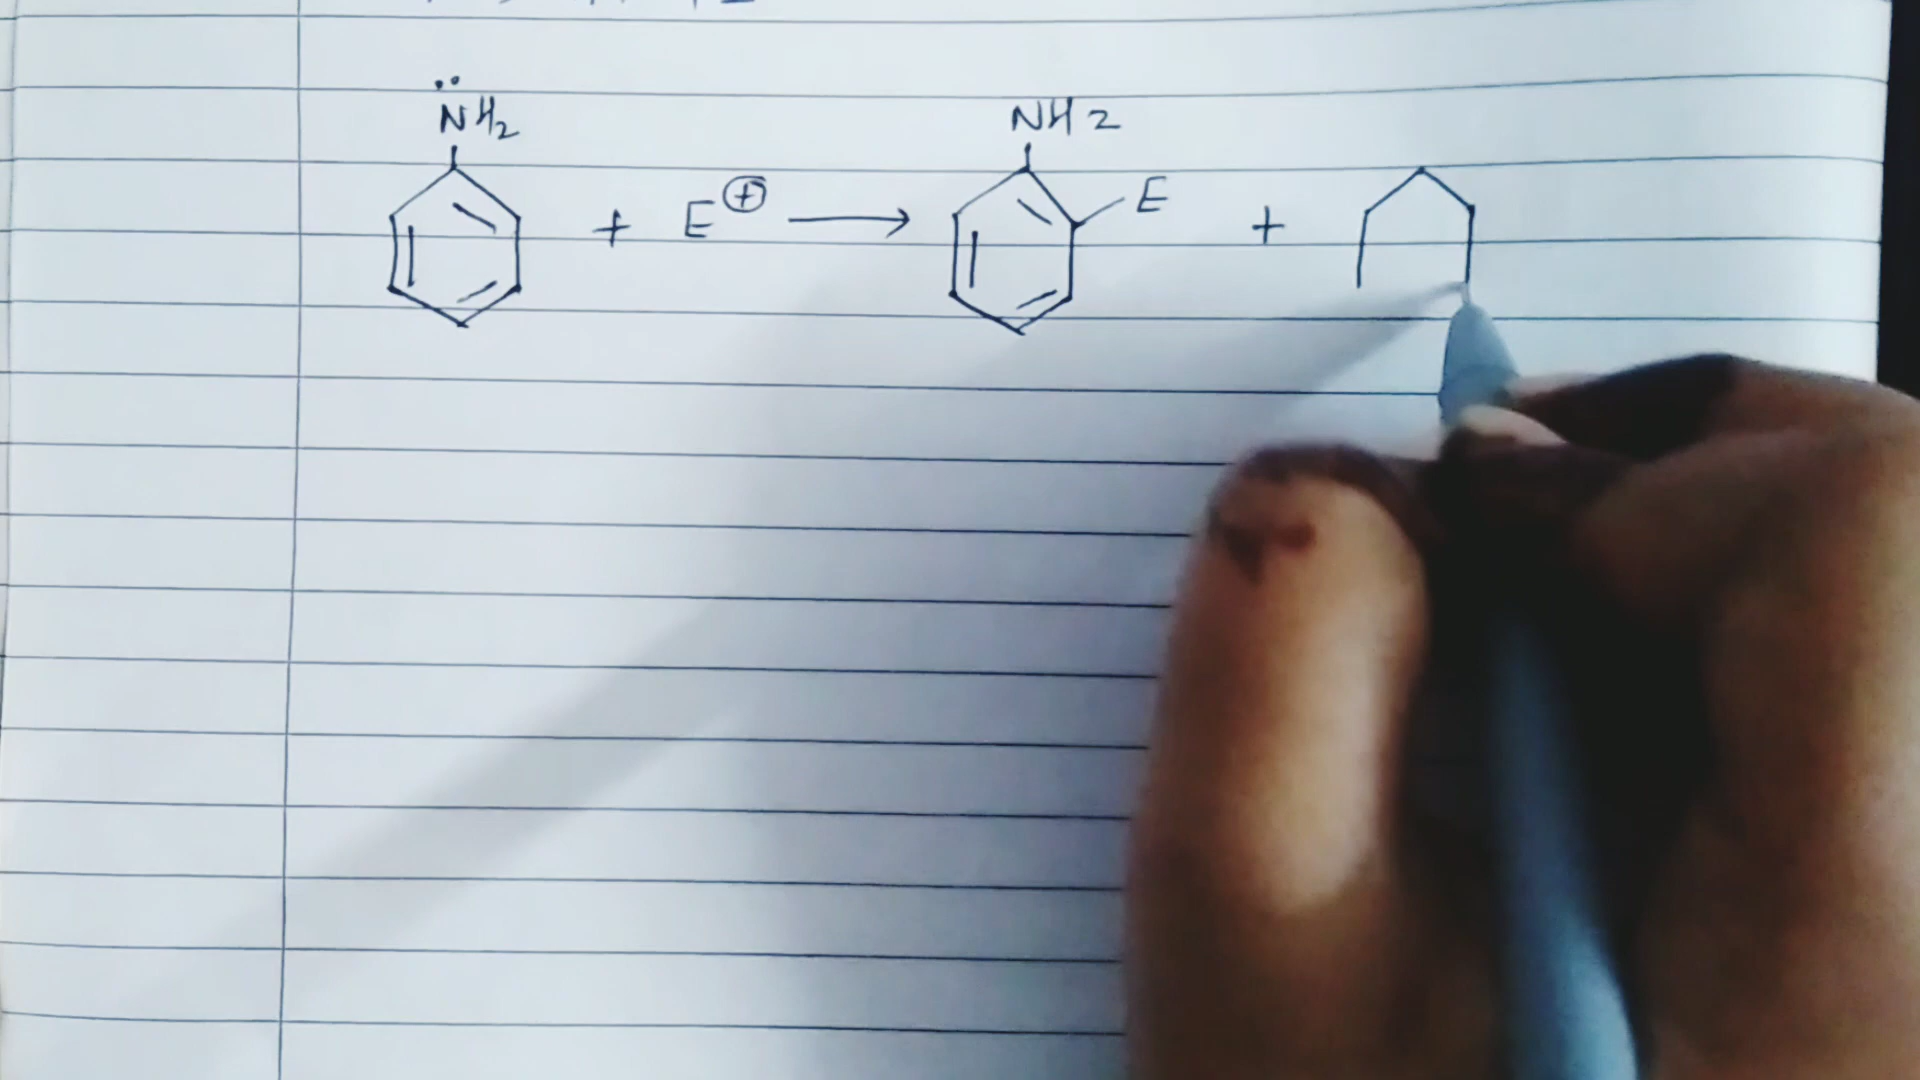 N̈H2 NH2
+ E⊕ → E +